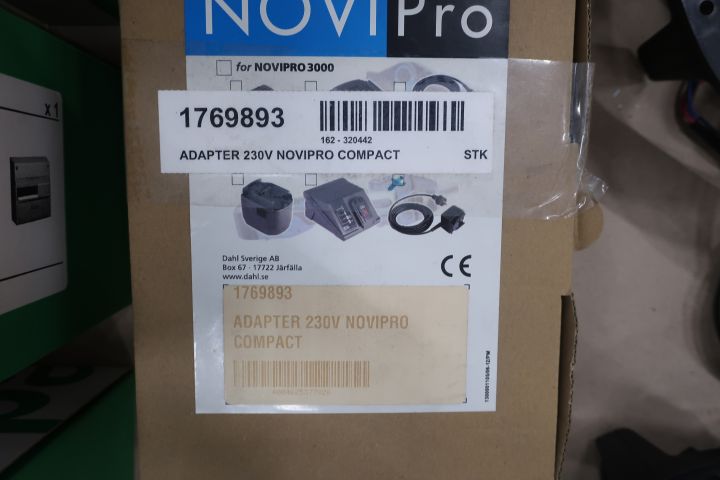 NOVIPro
for NOVIPRO 3000
1769893
162 - 320442
ADAPTER 230V NOVIPRO COMPACT STK
Dahl Sverige AB
Box 67 · 17722 Järfälla
www.dahl.se
CE
1769893
ADAPTER 230V NOVIPRO
COMPACT
x 1